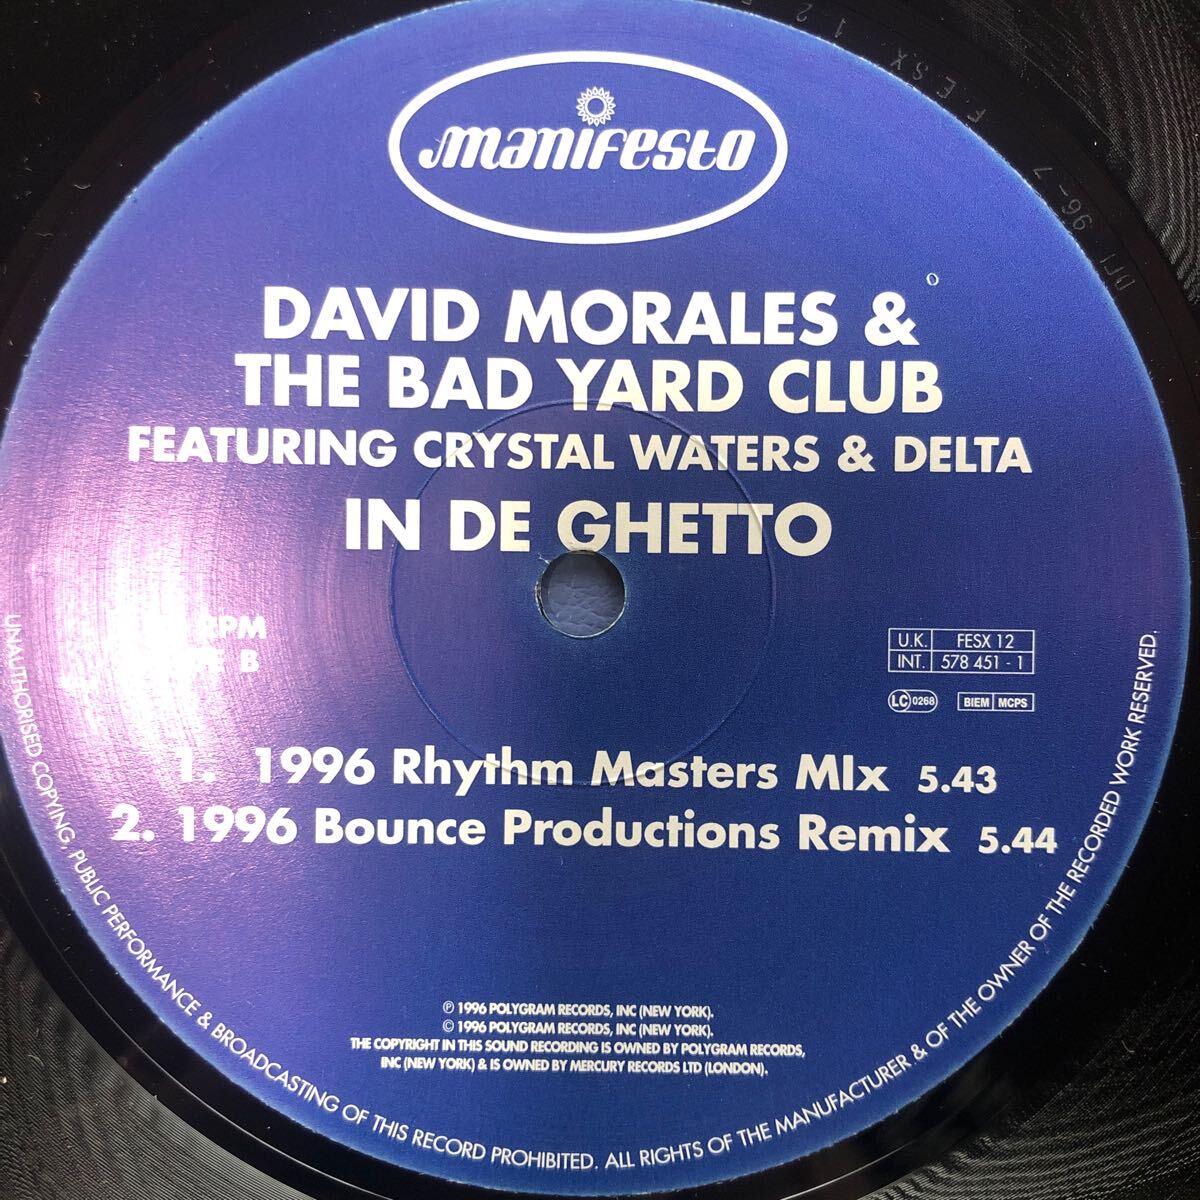 manifesto
DAVID MORALES &
THE BAD YARD CLUB
FEATURING CRYSTAL WATERS & DELTA
IN DE GHETTO
RPM
B
U.K. FESX 12
INT. 578 451 - 1
LC 0268 BIEM MCPS
1. 1996 Rhythm Masters MIx 5.43
2. 1996 Bounce Productions Remix 5.44
℗ 1996 POLYGRAM RECORDS, INC (NEW YORK).
© 1996 POLYGRAM RECORDS, INC (NEW YORK).
THE COPYRIGHT IN THIS SOUND RECORDING IS OWNED BY POLYGRAM RECORDS,
INC (NEW YORK) & IS OWNED BY MERCURY RECORDS LTD (LONDON).
UNAUTHORISED COPYING, PUBLIC PERFORMANCE & BROADCASTING OF THIS RECORD PROHIBITED. ALL RIGHTS OF THE MANUFACTURER & OF THE OWNER OF THE RECORDED WORK RESERVED.